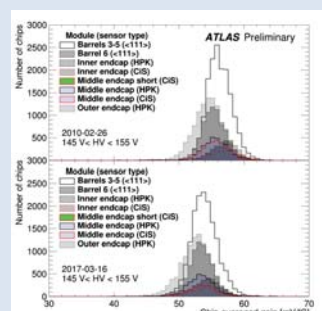 ATLAS Preliminary
Number of chips
3000
2500
2000
1500
1000
500
Module (sensor type)
Barrels 3-5 (<111>)
Barrel 6 (<111>)
Inner endcap (HPK)
Inner endcap (CiS)
Middle endcap short (CiS)
Middle endcap (HPK)
Middle endcap (CiS)
Outer endcap (HPK)
2010-02-26
145 V< HV < 155 V
Number of chips
3000
2500
2000
1500
1000
500
0
Module (sensor type)
Barrels 3-5 (<111>)
Barrel 6 (<111>)
Inner endcap (HPK)
Inner endcap (CiS)
Middle endcap short (CiS)
Middle endcap (HPK)
Middle endcap (CiS)
Outer endcap (HPK)
2017-03-16
145 V< HV < 155 V
30 40 50 60 70 80